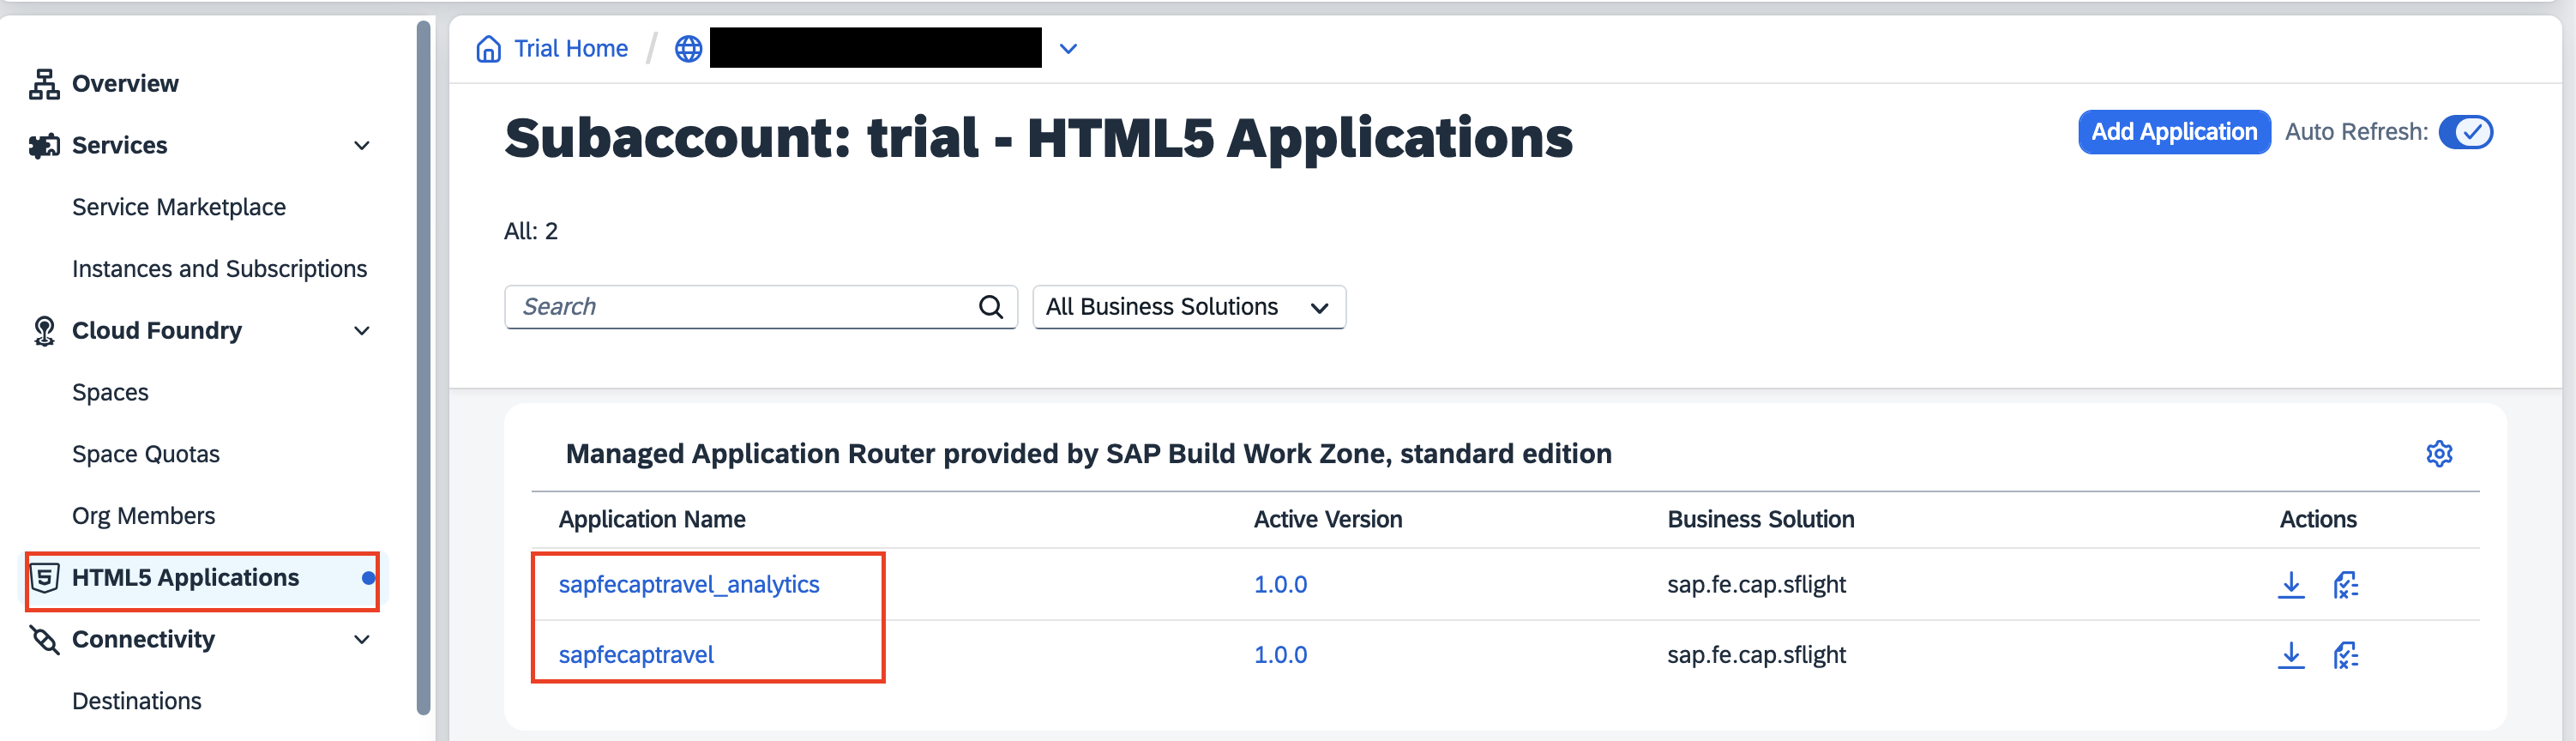 Overview
Services
Service Marketplace
Instances and Subscriptions
Cloud Foundry
Spaces
Space Quotas
Org Members
HTML5 Applications
Connectivity
Destinations
Trial Home /
Subaccount: trial - HTML5 Applications
Add Application Auto Refresh:
All: 2
Search All Business Solutions
Managed Application Router provided by SAP Build Work Zone, standard edition
Application Name Active Version Business Solution Actions
sapfecaptravel_analytics 1.0.0 sap.fe.cap.sflight
sapfecaptravel 1.0.0 sap.fe.cap.sflight